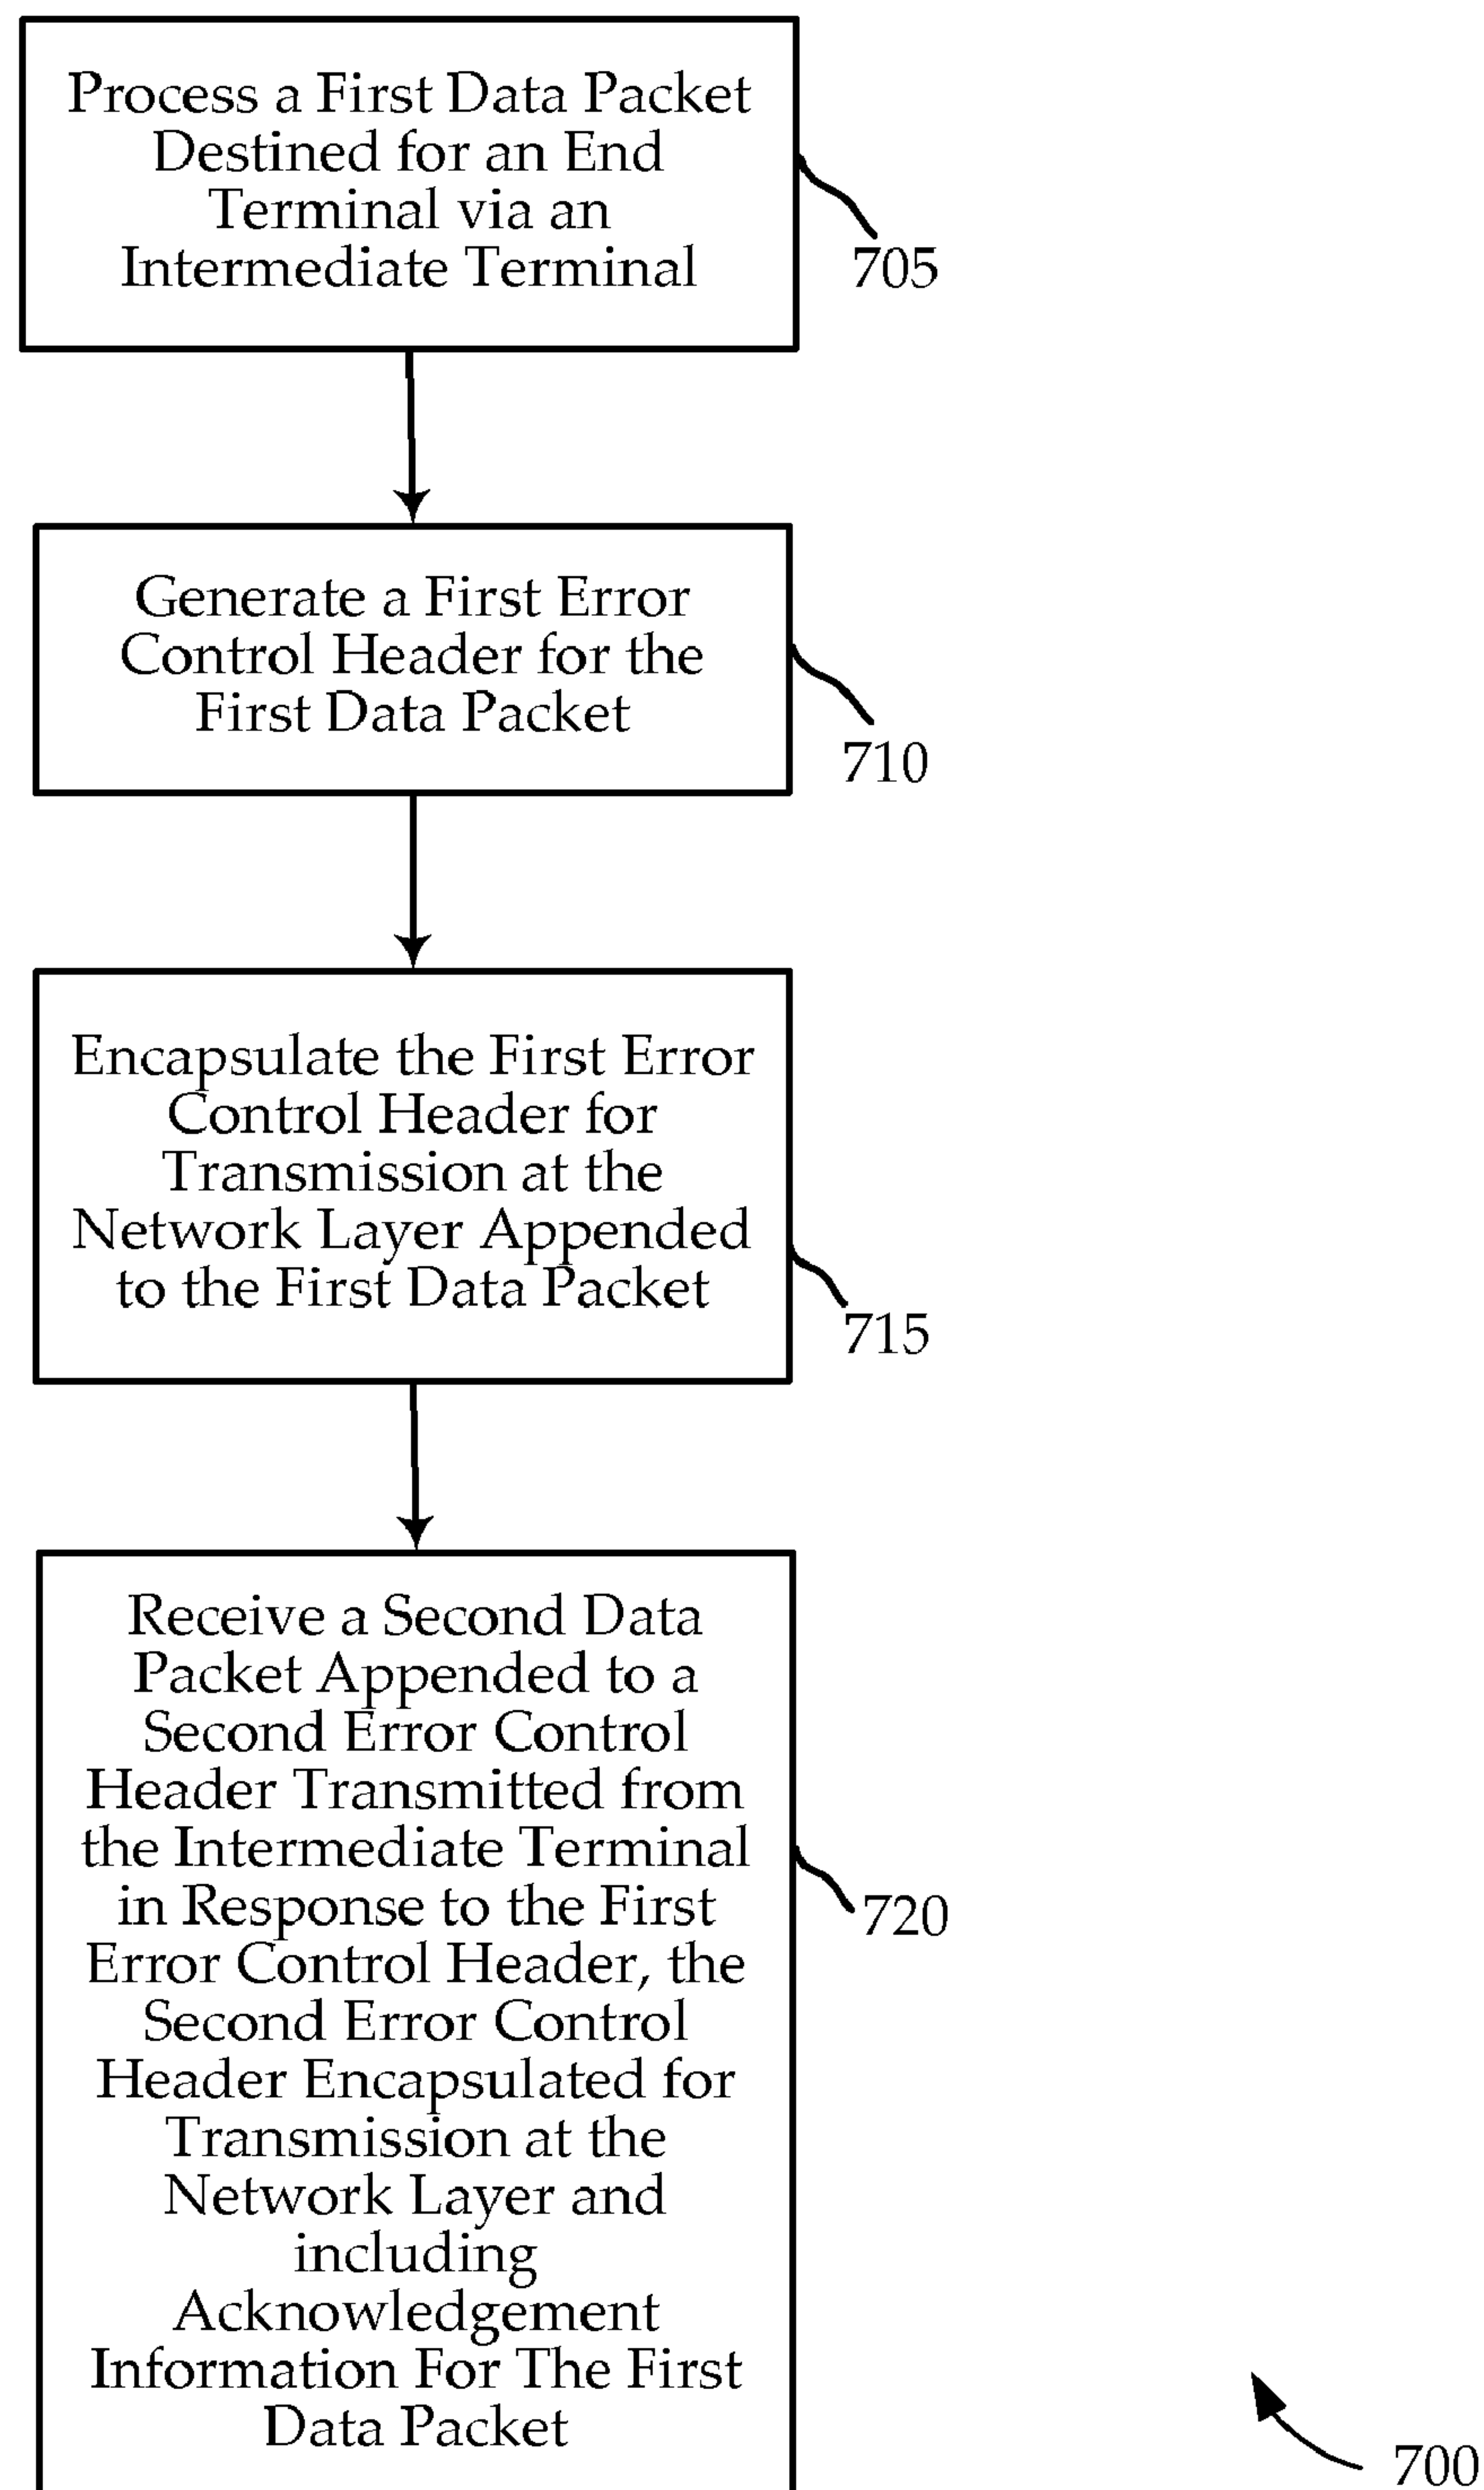 Process a First Data Packet
Destined for an End
Terminal via an
Intermediate Terminal
705
Generate a First Error
Control Header for the
First Data Packet
710
Encapsulate the First Error
Control Header for
Transmission at the
Network Layer Appended
to the First Data Packet
715
Receive a Second Data
Packet Appended to a
Second Error Control
Header Transmitted from
the Intermediate Terminal
in Response to the First
Error Control Header, the
Second Error Control
Header Encapsulated for
Transmission at the
Network Layer and
including
Acknowledgement
Information For The First
Data Packet
720
700